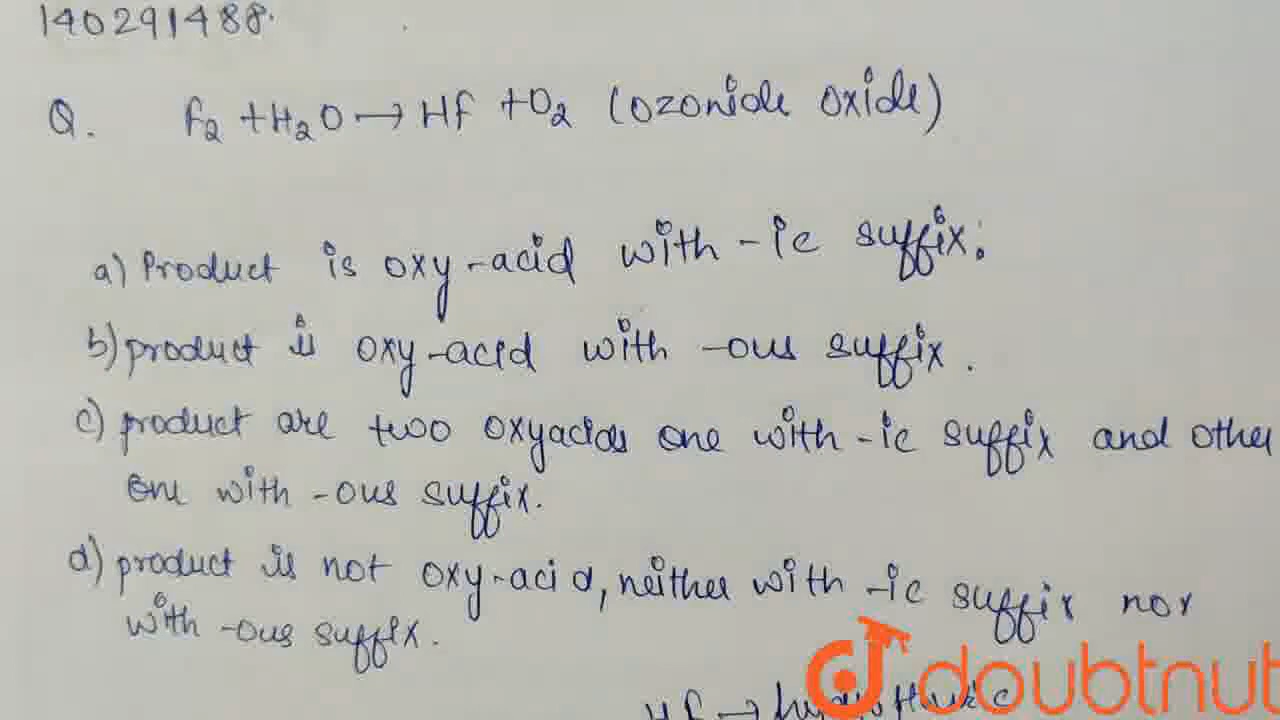 140291488.
Q. F₂ + H₂O → HF + O₂ (ozonide oxide)
a) Product is oxy-acid with -ic suffix.
b) product is oxy-acid with -ous suffix.
c) product are two oxyacids one with -ic suffix and other
one with -ous suffix.
d) product is not oxy-acid, neither with -ic suffix nor
with -ous suffix.
doubtnut
HF →